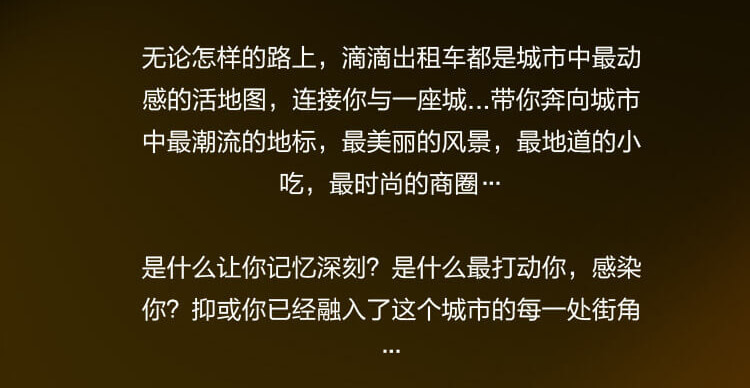 无论怎样的路上，滴滴出租车都是城市中最动
感的活地图，连接你与一座城...带你奔向城市
中最潮流的地标，最美丽的风景，最地道的小
吃，最时尚的商圈…
是什么让你记忆深刻？是什么最打动你，感染
你？抑或你已经融入了这个城市的每一处街角
…